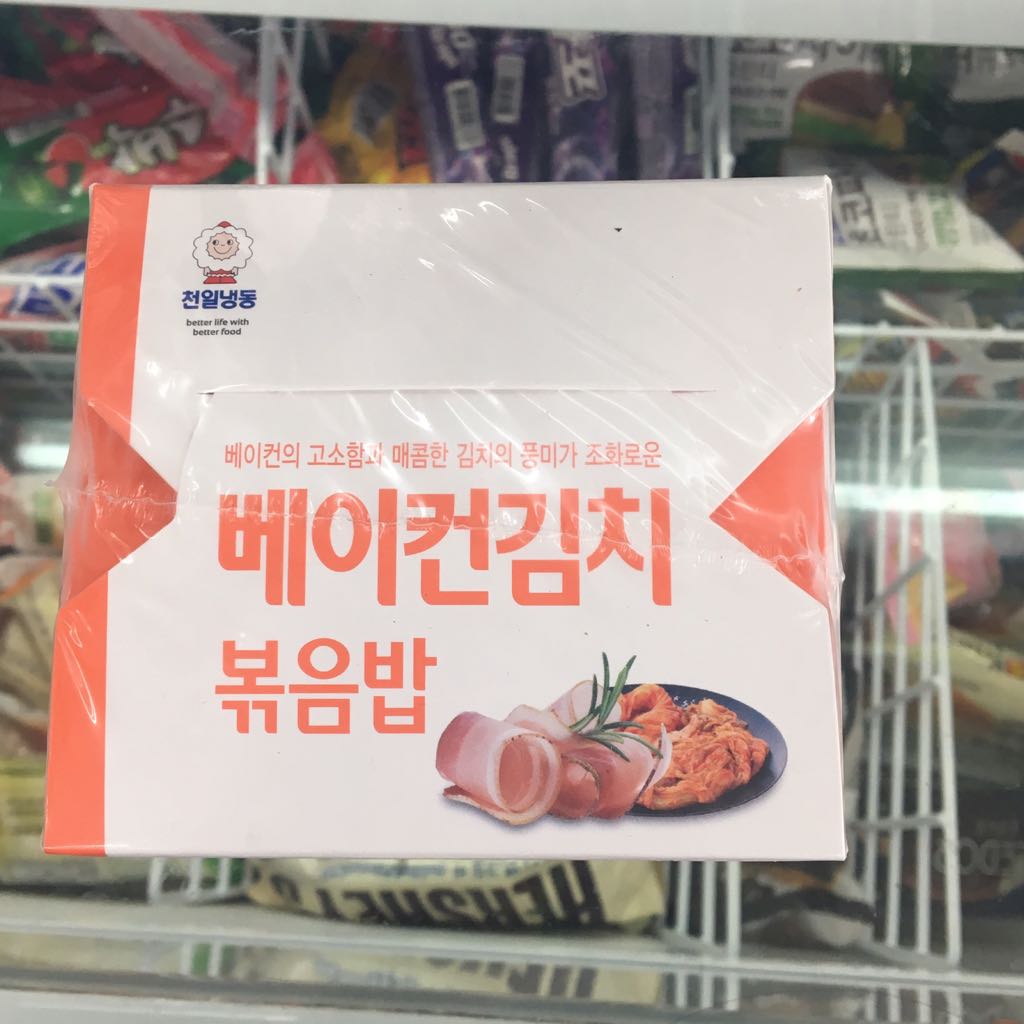 천일냉동
better life with
better food
베이컨의 고소함과 매콤한 김치의 풍미가 조화로운
베이컨김치
볶음밥
HERSHEY'S